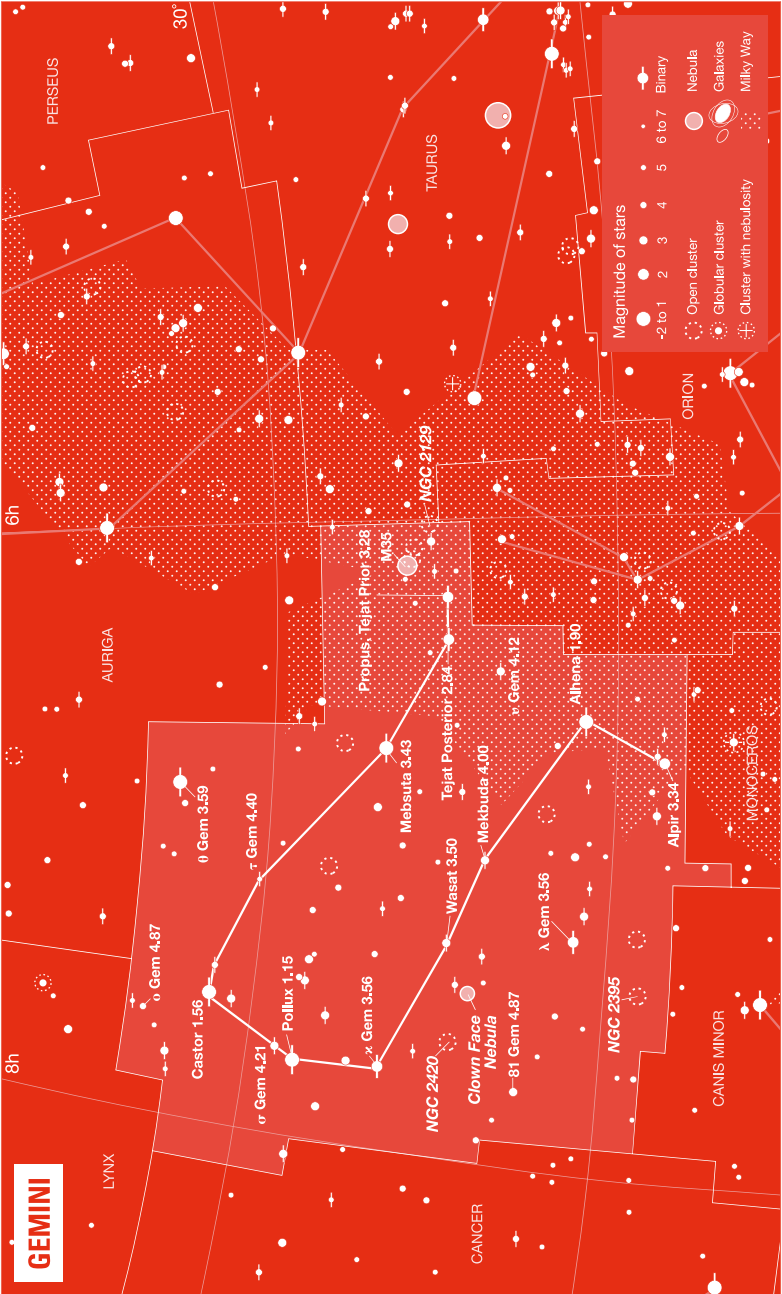 GEMINI
LYNX
8h
AURIGA
6h
PERSEUS
30°
CANCER
CANIS MINOR
MONOCEROS
ORION
TAURUS
ο Gem 4.87
θ Gem 3.59
Castor 1.56
τ Gem 4.40
σ Gem 4.21
Pollux 1.15
ϰ Gem 3.56
Mebsuta 3.43
Propus, Tejat Prior 3.28
M35
NGC 2129
Tejat Posterior 2.84
Wasat 3.50
Mekbuda 4.00
υ Gem 4.12
Alhena 1.90
NGC 2420
Clown Face
Nebula
81 Gem 4.87
λ Gem 3.56
NGC 2395
Alpir 3.34
Magnitude of stars
-2 to 1
2
3
4
5
6 to 7
Binary
Open cluster
Globular cluster
Cluster with nebulosity
Nebula
Galaxies
Milky Way